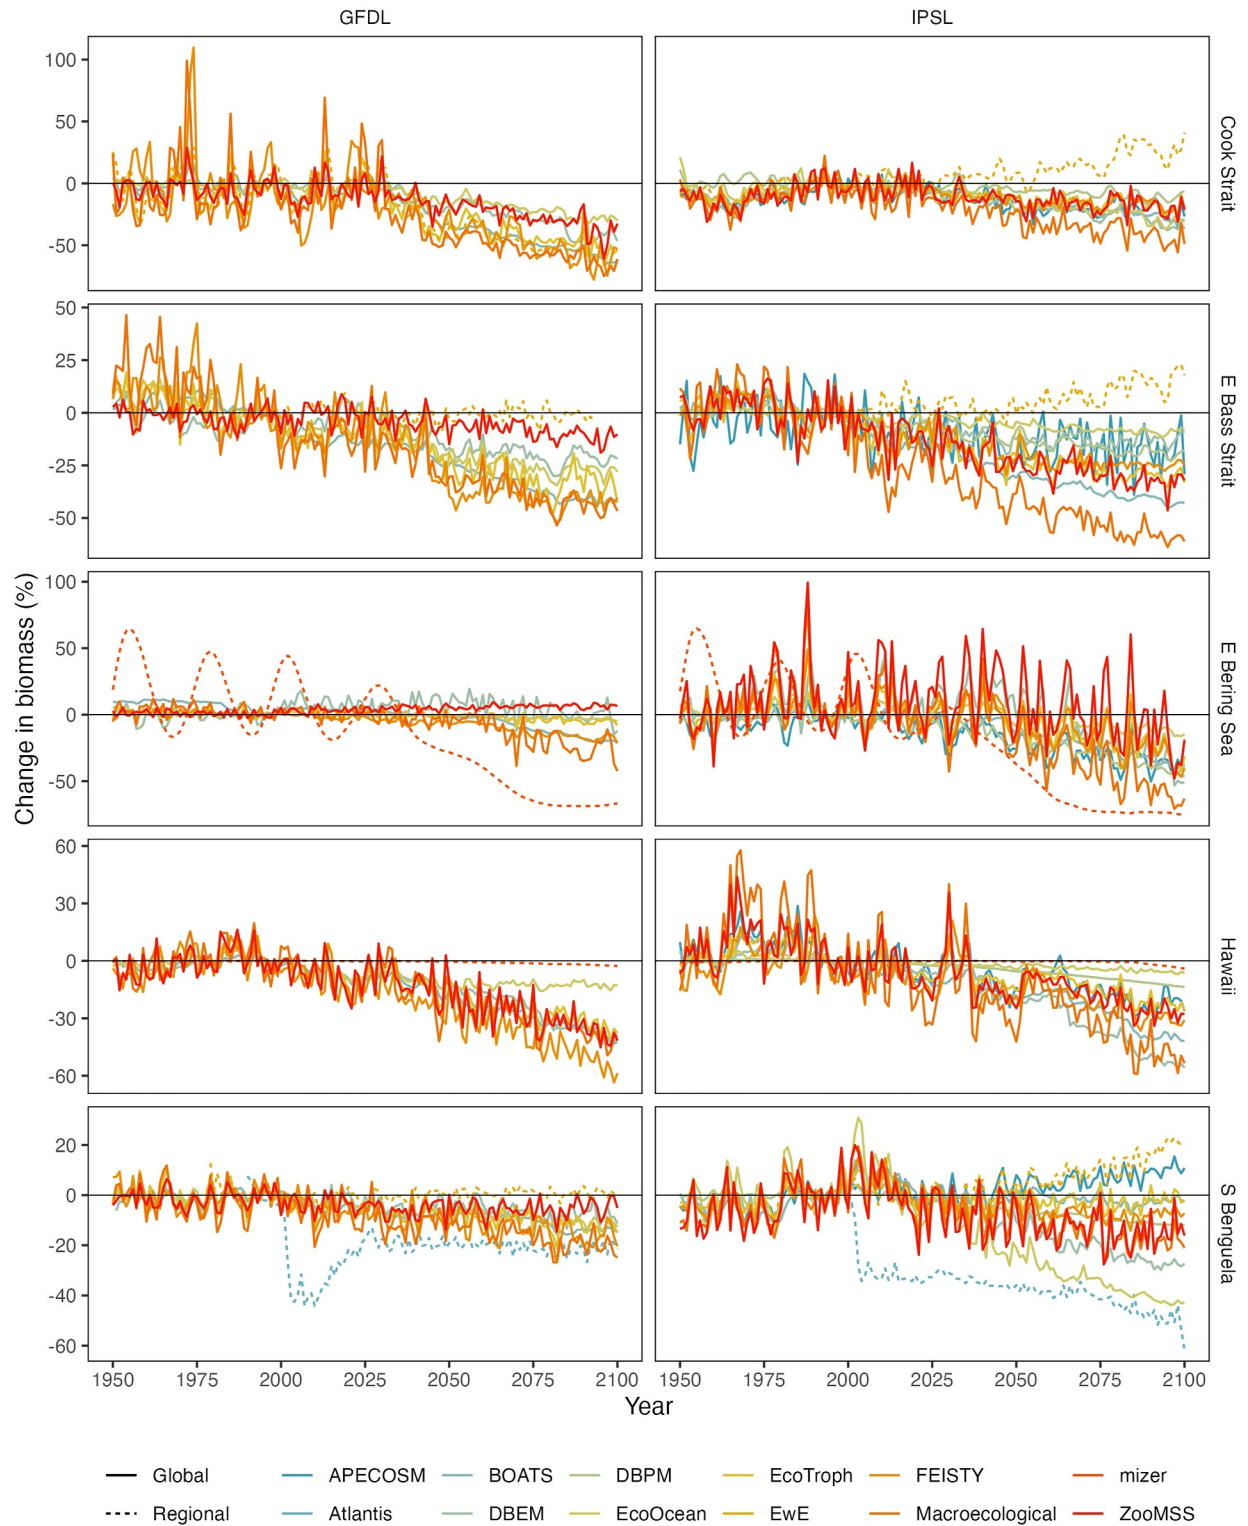 GFDL
IPSL
100
50
0
-50
Cook Strait
50
25
0
-25
-50
E Bass Strait
Change in biomass (%)
100
50
0
-50
E Bering Sea
60
30
0
-30
-60
Hawaii
20
0
-20
-40
-60
S Benguela
1950 1975 2000 2025 2050 2075 2100
1950 1975 2000 2025 2050 2075 2100
Year
Global APECOSM BOATS DBPM EcoTroph FEISTY mizer
Regional Atlantis DBEM EcoOcean EwE Macroecological ZooMSS